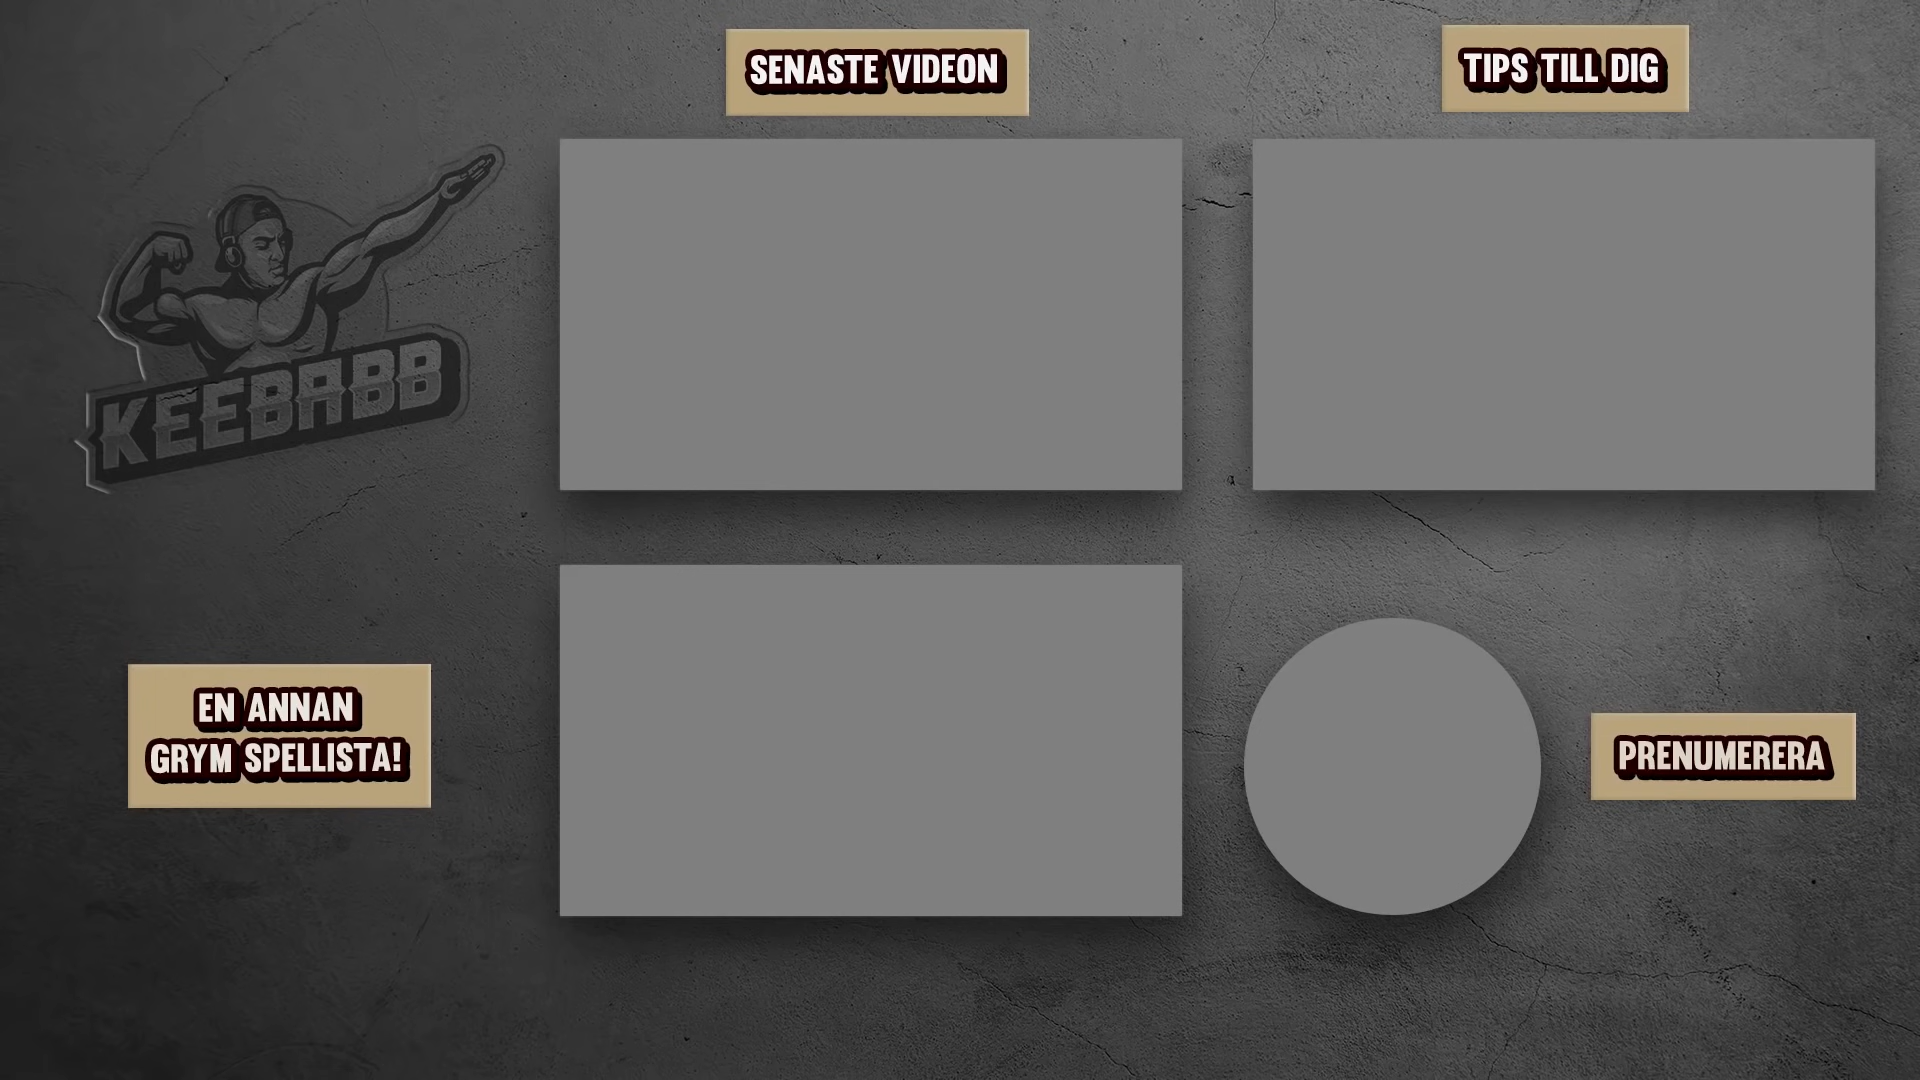 SENASTE VIDEON
TIPS TILL DIG
KEEBABB
EN ANNAN
GRYM SPELLISTA!
PRENUMERERA